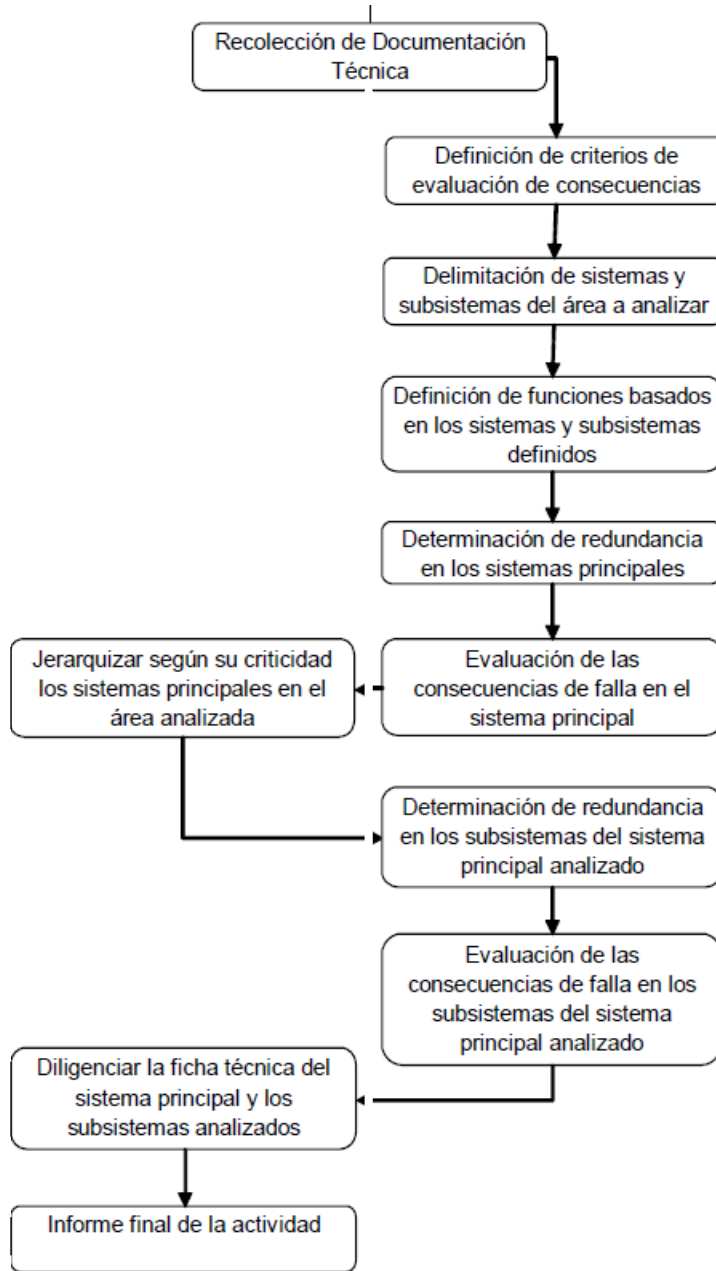 Recolección de Documentación
Técnica
Definición de criterios de
evaluación de consecuencias
Delimitación de sistemas y
subsistemas del área a analizar
Definición de funciones basados
en los sistemas y subsistemas
definidos
Determinación de redundancia
en los sistemas principales
Evaluación de las
consecuencias de falla en el
sistema principal
Jerarquizar según su criticidad
los sistemas principales en el
área analizada
Determinación de redundancia
en los subsistemas del sistema
principal analizado
Evaluación de las
consecuencias de falla en los
subsistemas del sistema
principal analizado
Diligenciar la ficha técnica del
sistema principal y los
subsistemas analizados
Informe final de la actividad